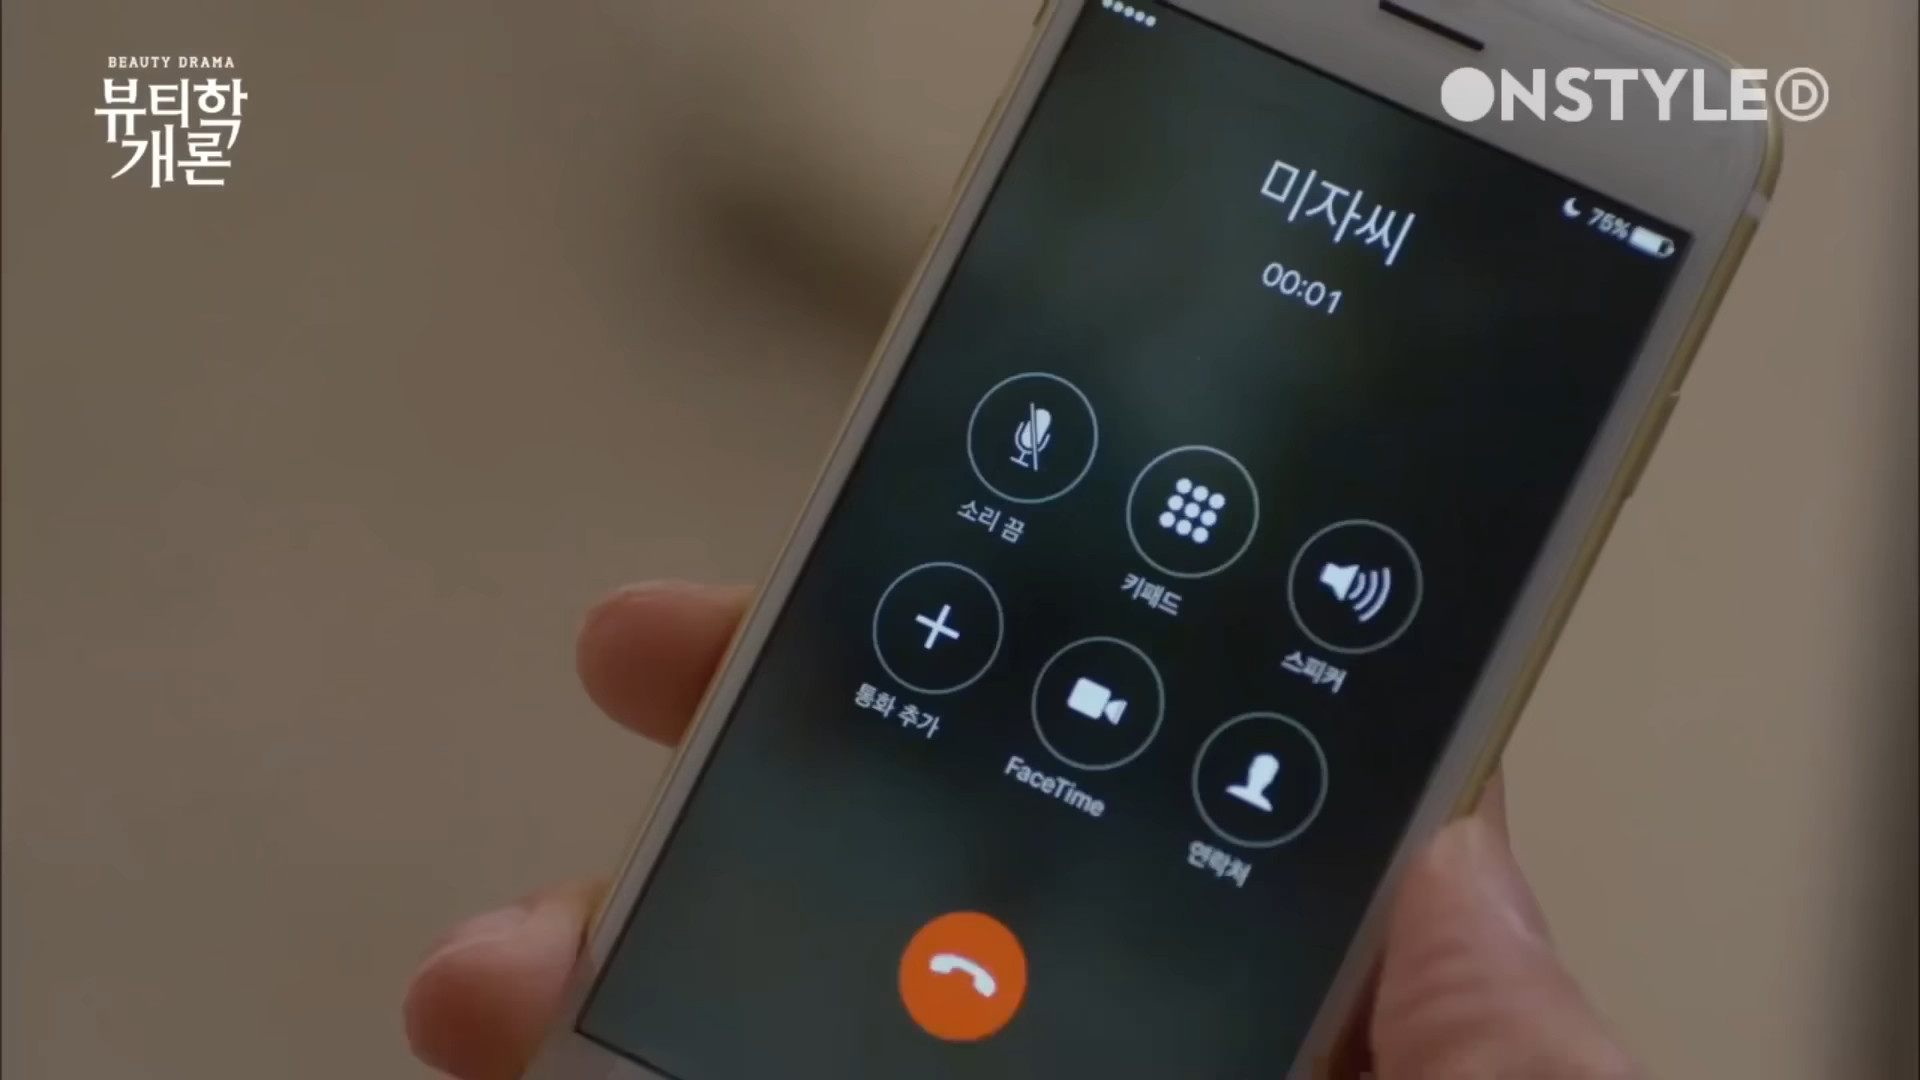 BEAUTY DRAMA
뷰티학
개론
ONSTYLE D
75%
미자씨
00:01
소리 끔
키패드
스피커
통화 추가
FaceTime
연락처